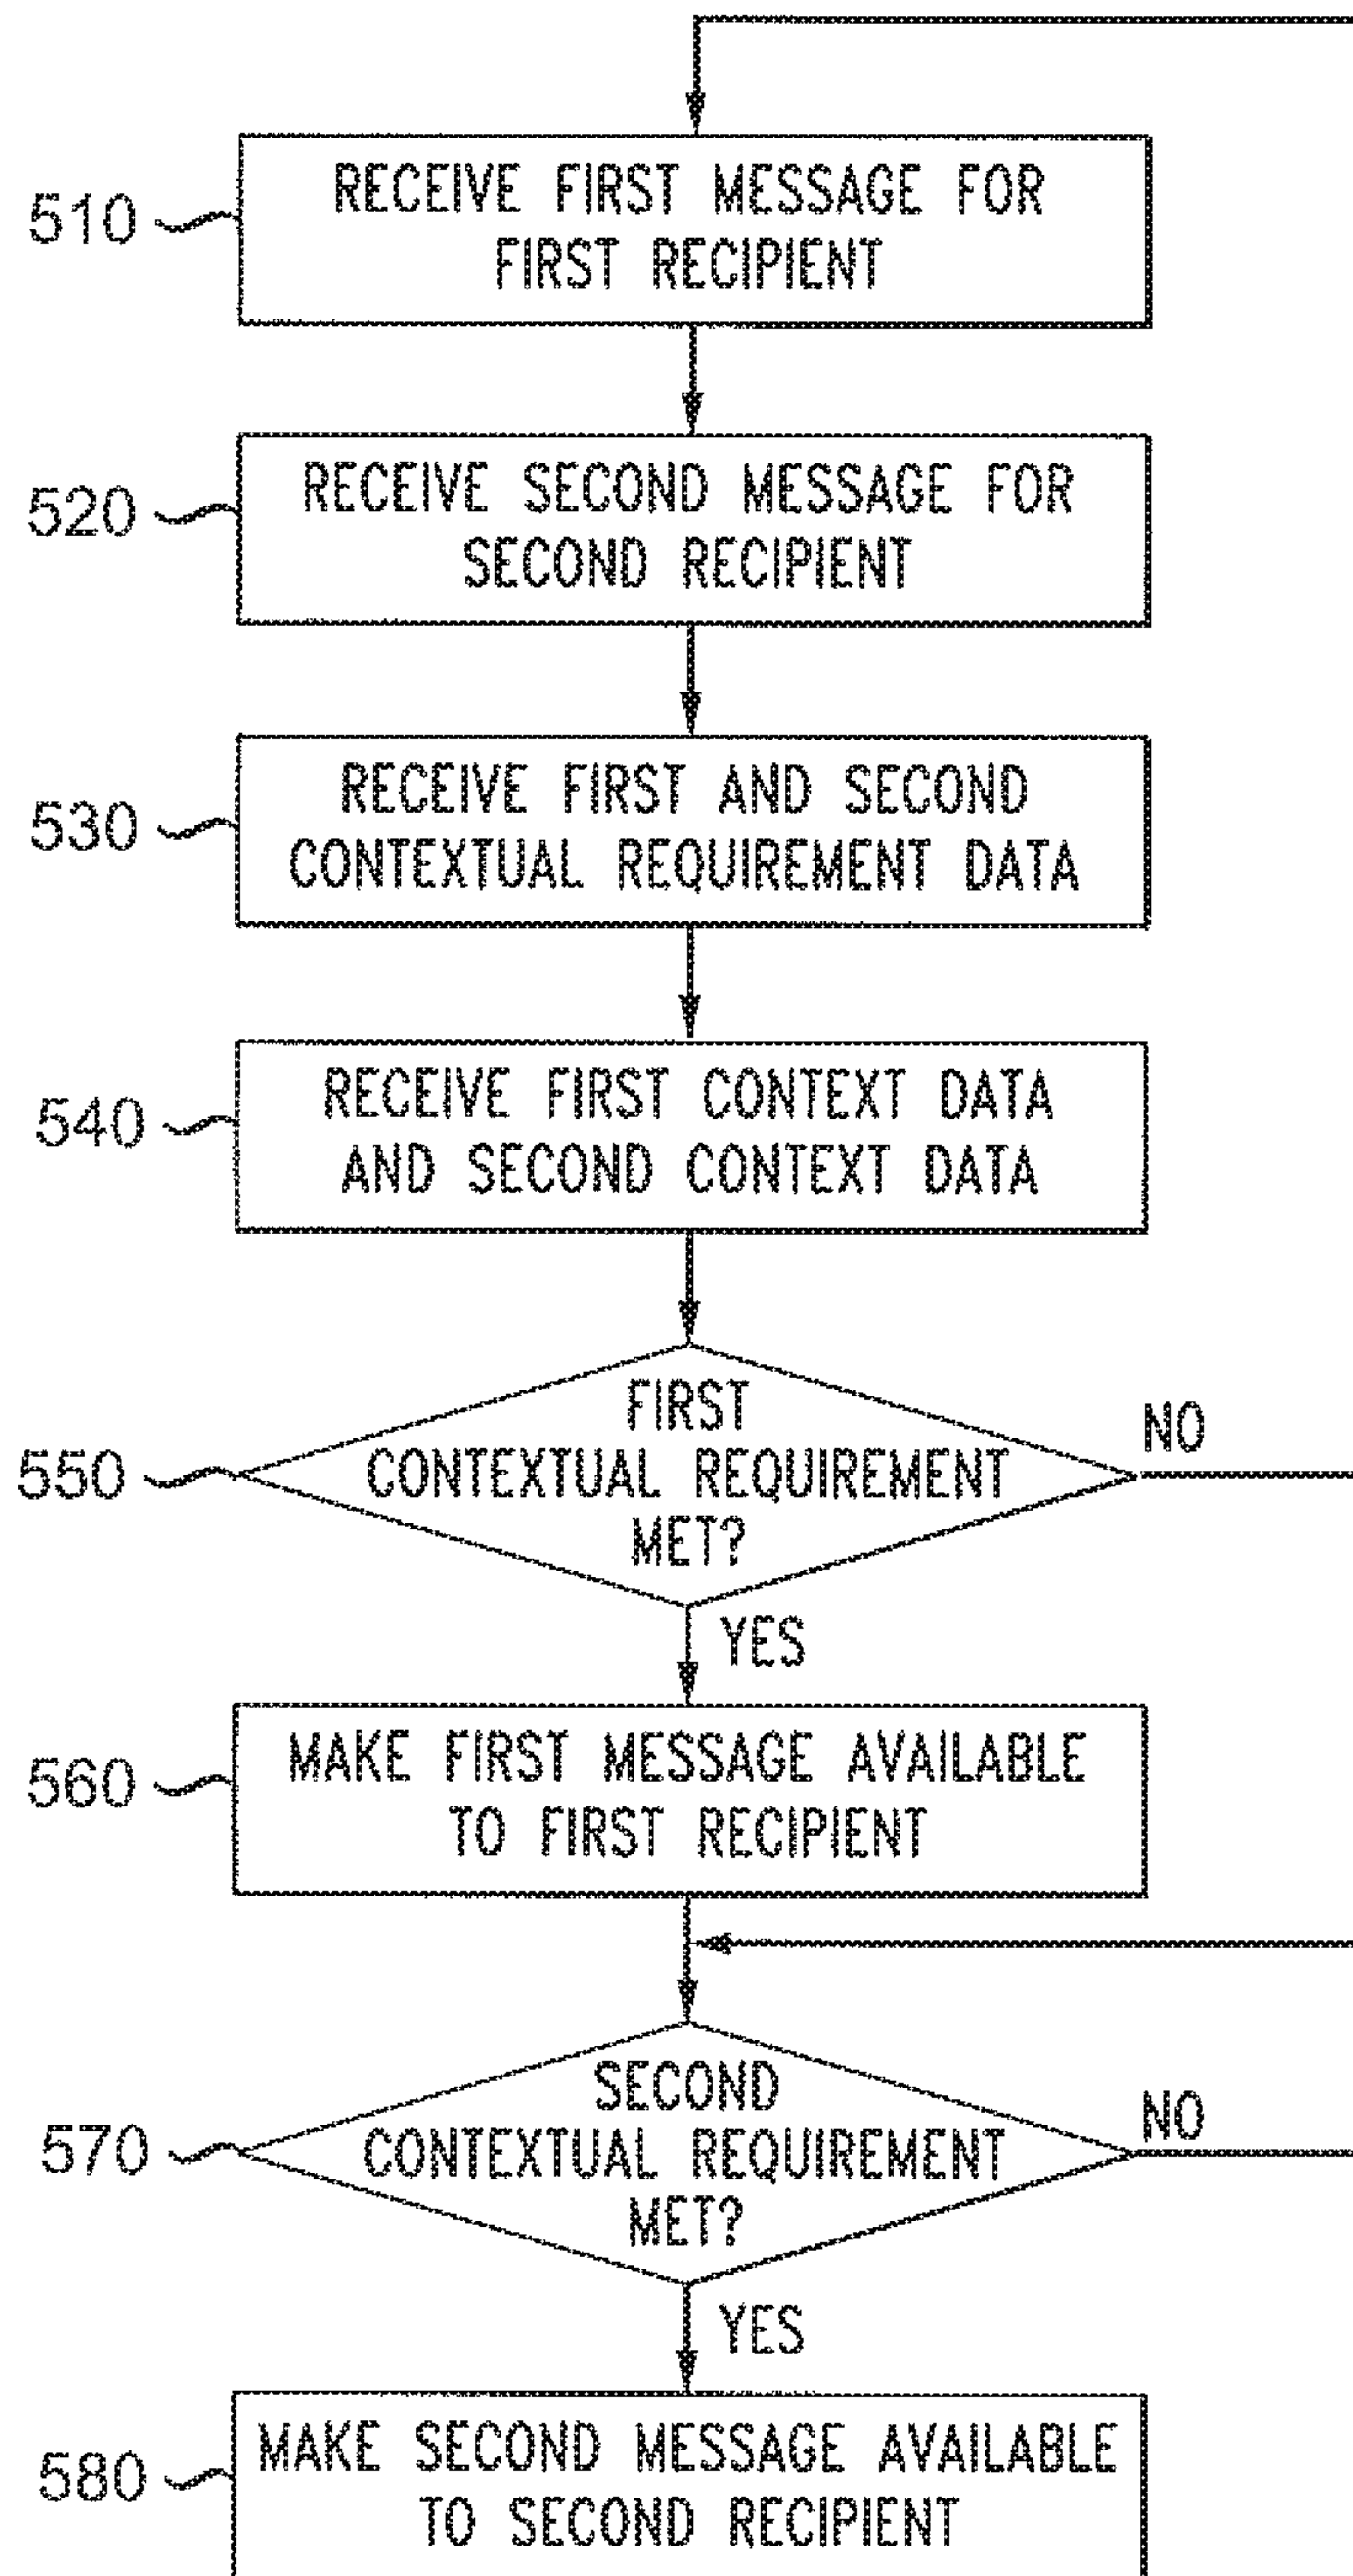 510
RECEIVE FIRST MESSAGE FOR
FIRST RECIPIENT
520
RECEIVE SECOND MESSAGE FOR
SECOND RECIPIENT
530
RECEIVE FIRST AND SECOND
CONTEXTUAL REQUIREMENT DATA
540
RECEIVE FIRST CONTEXT DATA
AND SECOND CONTEXT DATA
550
FIRST
CONTEXTUAL REQUIREMENT
MET?
NO
YES
560
MAKE FIRST MESSAGE AVAILABLE
TO FIRST RECIPIENT
570
SECOND
CONTEXTUAL REQUIREMENT
MET?
NO
YES
580
MAKE SECOND MESSAGE AVAILABLE
TO SECOND RECIPIENT